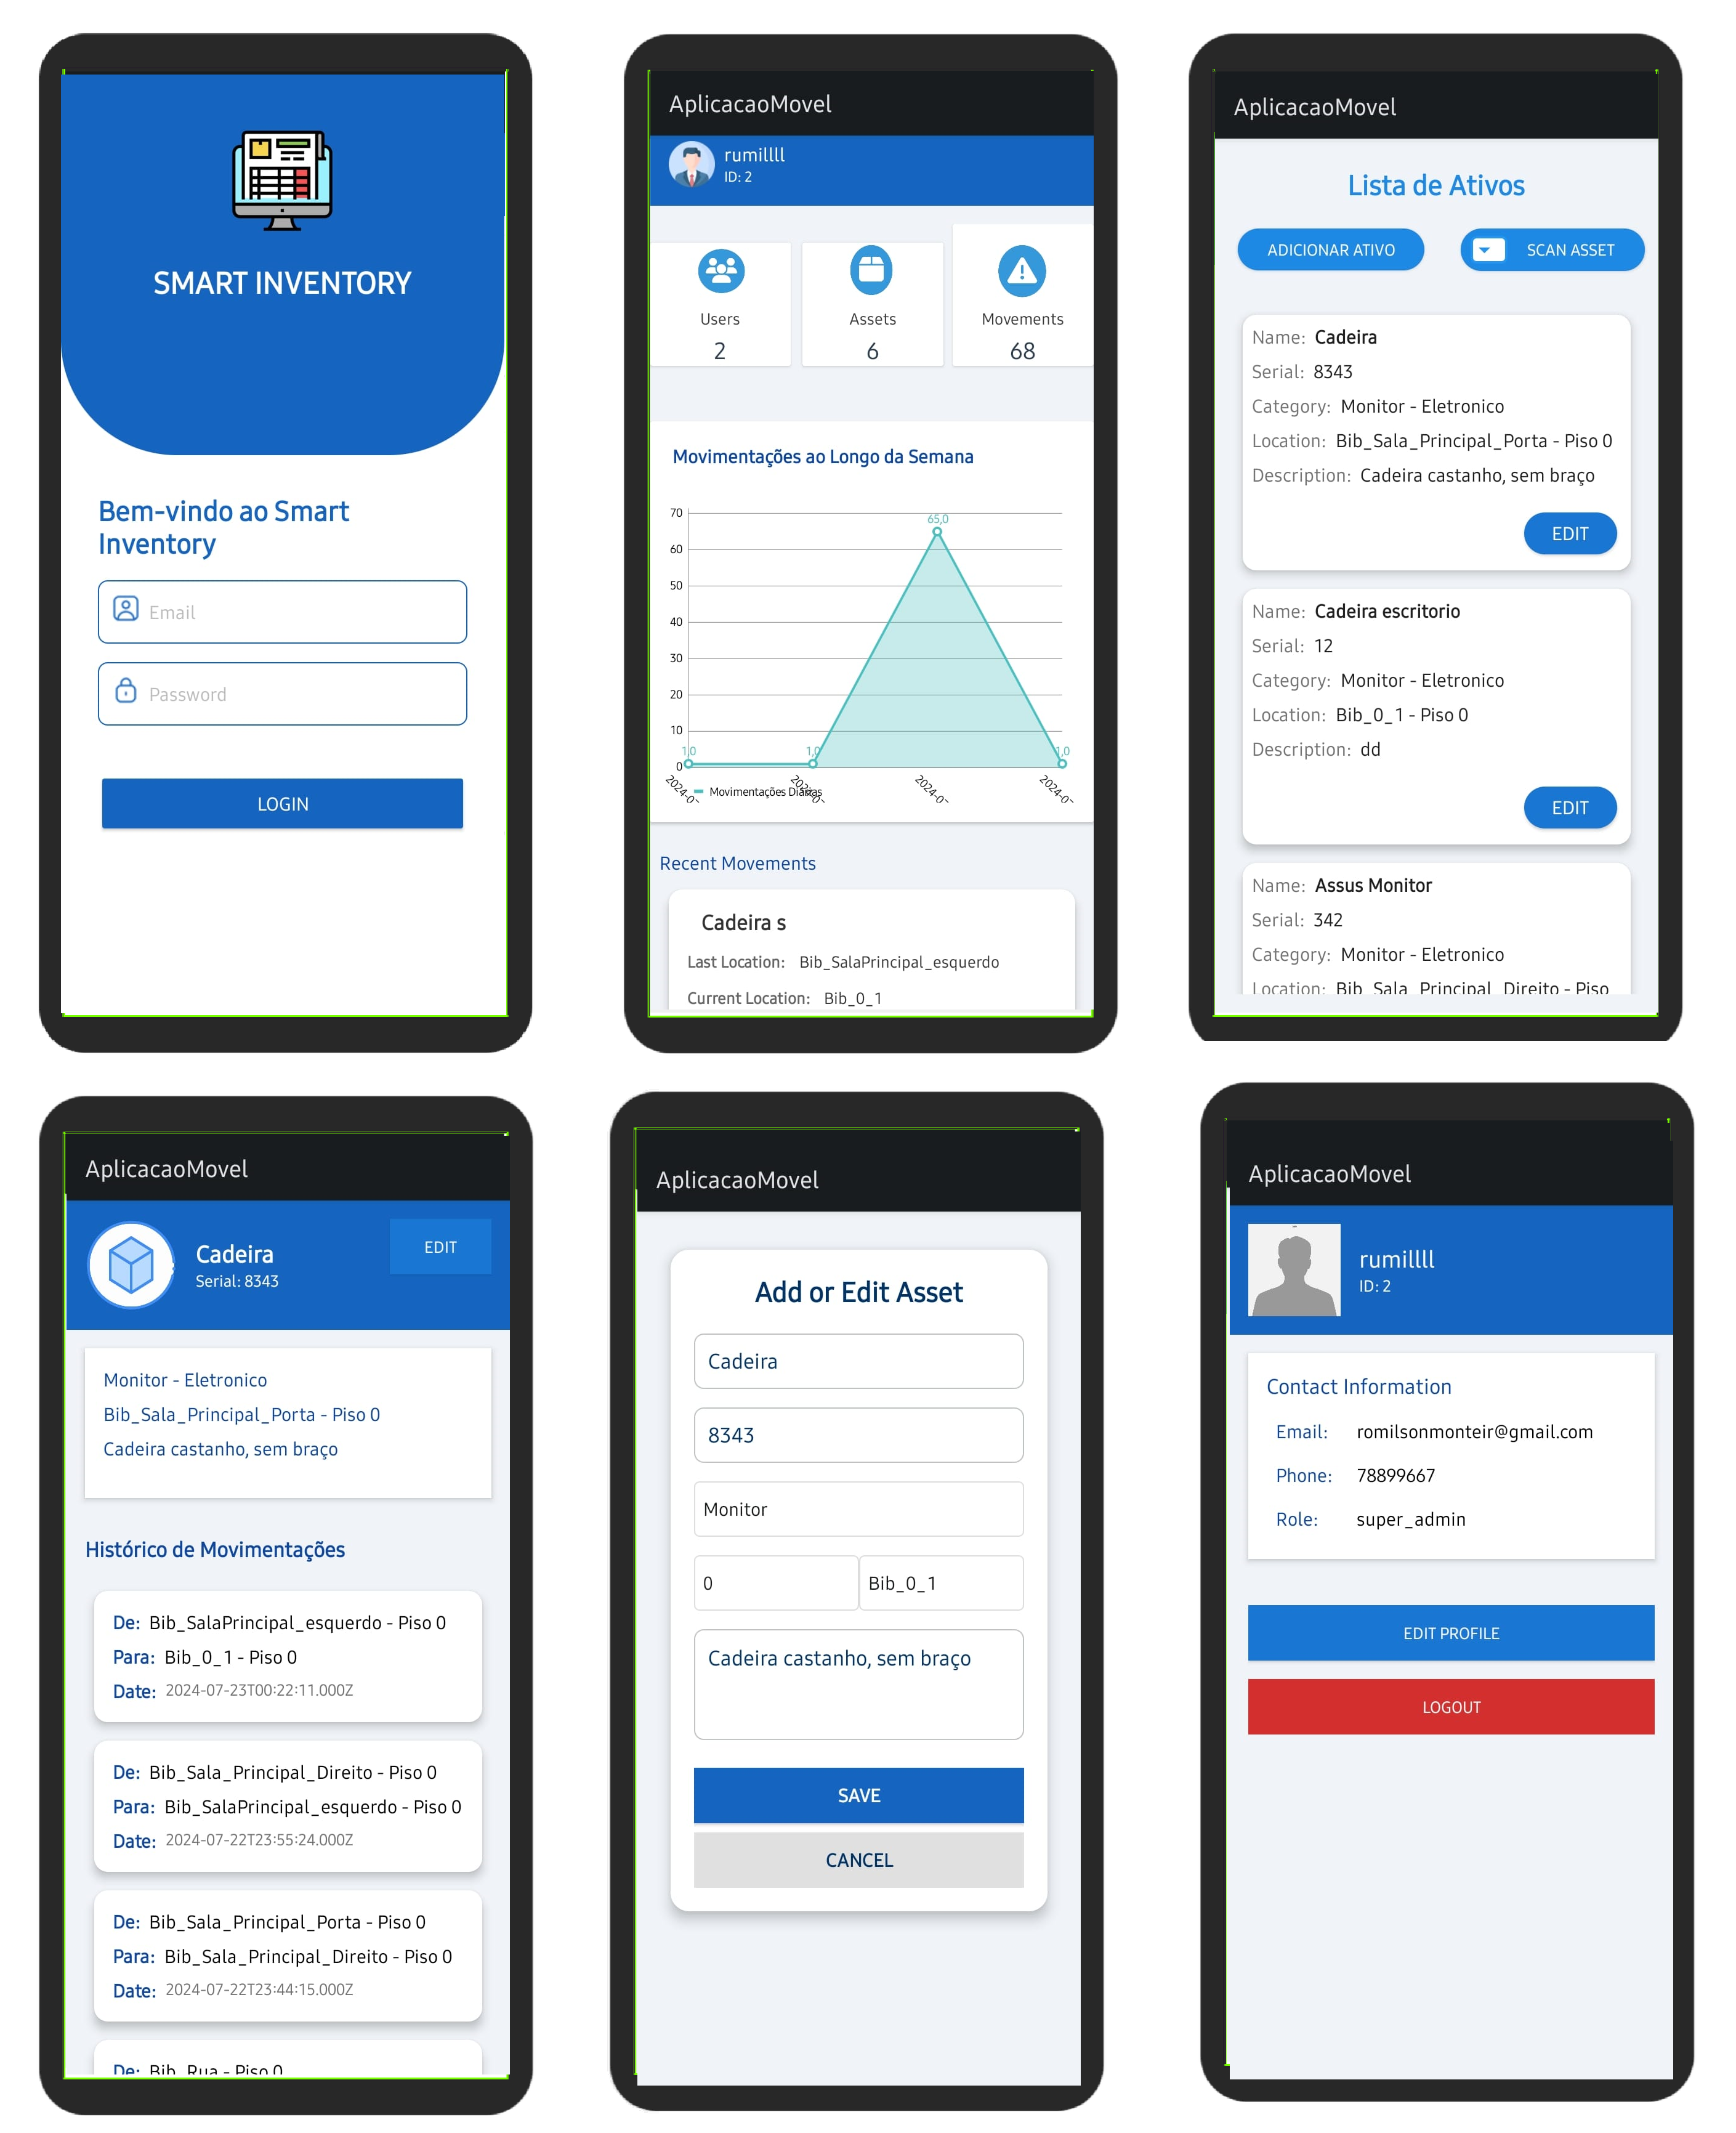 SMART INVENTORY
Bem-vindo ao Smart
Inventory
Email
Password
LOGIN
AplicacaoMovel
rumillll
ID: 2
Users
2
Assets
6
Movements
68
Movimentações ao Longo da Semana
70
60
50
40
30
20
10
0
1,0
1,0
65,0
1,0
2024-0
2024-0
2024-0
2024-0
Movimentações Diárias
Recent Movements
Cadeira s
Last Location: Bib_SalaPrincipal_esquerdo
Current Location: Bib_0_1
AplicacaoMovel
Lista de Ativos
ADICIONAR ATIVO
SCAN ASSET
Name: Cadeira
Serial: 8343
Category: Monitor - Eletronico
Location: Bib_Sala_Principal_Porta - Piso 0
Description: Cadeira castanho, sem braço
EDIT
Name: Cadeira escritorio
Serial: 12
Category: Monitor - Eletronico
Location: Bib_0_1 - Piso 0
Description: dd
EDIT
Name: Assus Monitor
Serial: 342
Category: Monitor - Eletronico
Location: Bib_Sala_Principal_Direito - Piso
AplicacaoMovel
Cadeira
Serial: 8343
EDIT
Monitor - Eletronico
Bib_Sala_Principal_Porta - Piso 0
Cadeira castanho, sem braço
Histórico de Movimentações
De: Bib_SalaPrincipal_esquerdo - Piso 0
Para: Bib_0_1 - Piso 0
Date: 2024-07-23T00:22:11.000Z
De: Bib_Sala_Principal_Direito - Piso 0
Para: Bib_SalaPrincipal_esquerdo - Piso 0
Date: 2024-07-22T23:55:24.000Z
De: Bib_Sala_Principal_Porta - Piso 0
Para: Bib_Sala_Principal_Direito - Piso 0
Date: 2024-07-22T23:44:15.000Z
De: Bib_Rua - Piso 0
AplicacaoMovel
Add or Edit Asset
Cadeira
8343
Monitor
0
Bib_0_1
Cadeira castanho, sem braço
SAVE
CANCEL
AplicacaoMovel
rumillll
ID: 2
Contact Information
Email: romilsonmonteir@gmail.com
Phone: 78899667
Role: super_admin
EDIT PROFILE
LOGOUT